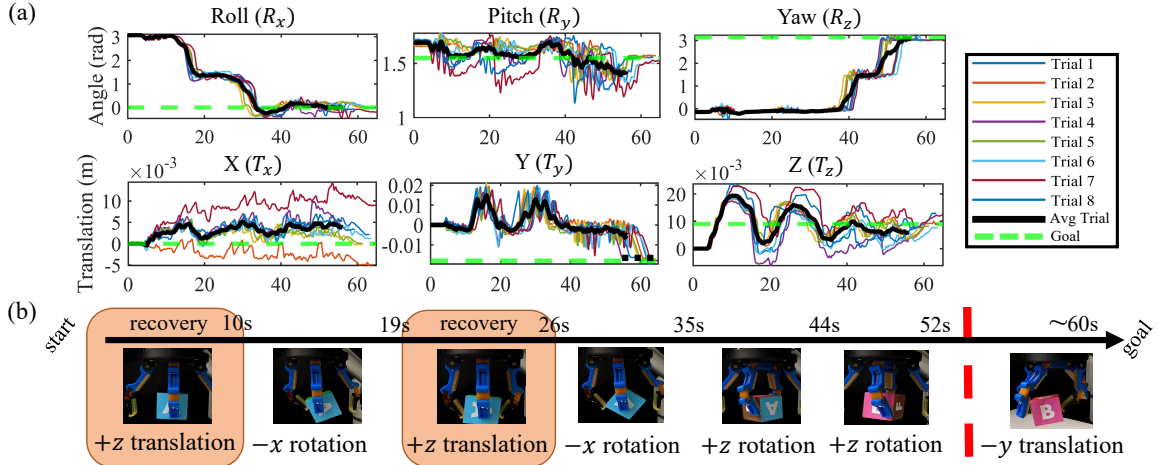 (a)
Roll (Rₓ)
Pitch (R_y)
Yaw (R_z)
Angle (rad)
3
2
1
0
0 20 40 60
1.5
1
0 20 40 60
3
2
1
0
0 20 40 60
X (Tₓ)
Y (T_y)
Z (T_z)
Translation (m)
×10⁻³
10
5
0
-5
0 20 40 60
0.02
0.01
0
-0.01
0 20 40 60
×10⁻³
20
10
0
0 20 40 60
Trial 1
Trial 2
Trial 3
Trial 4
Trial 5
Trial 6
Trial 7
Trial 8
Avg Trial
Goal
(b)
start
recovery 10s 19s recovery 26s 35s 44s 52s ~60s
goal
A
A
B
+z translation −x rotation +z translation −x rotation +z rotation +z rotation −y translation